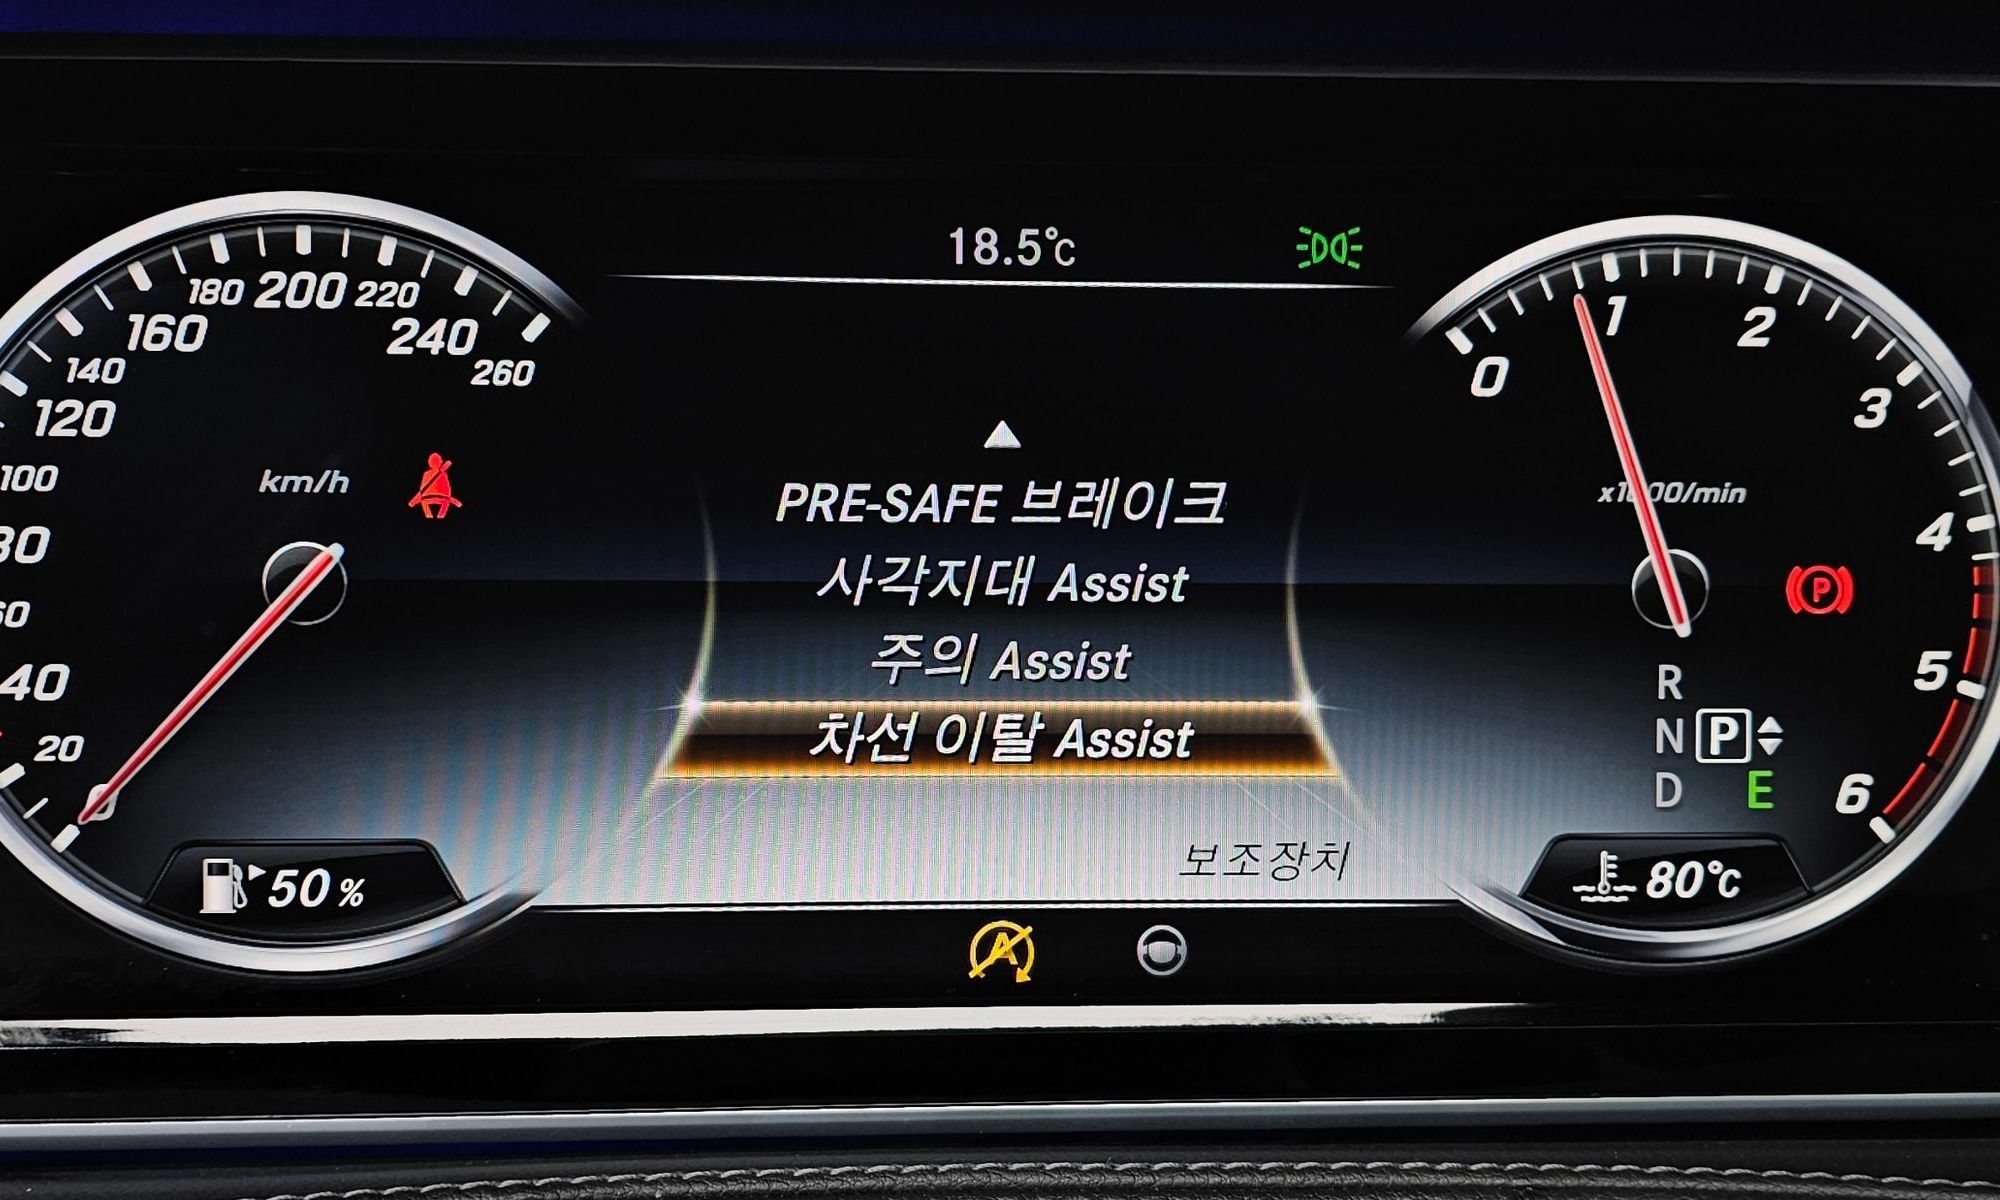 18.5℃
180 200 220
160 240
140 260
120
100
km/h
40
20
0
50 %
PRE-SAFE 브레이크
사각지대 Assist
주의 Assist
차선 이탈 Assist
보조장치
A
0 1 2 3 4 5 6
P
R
N P
D E
80℃